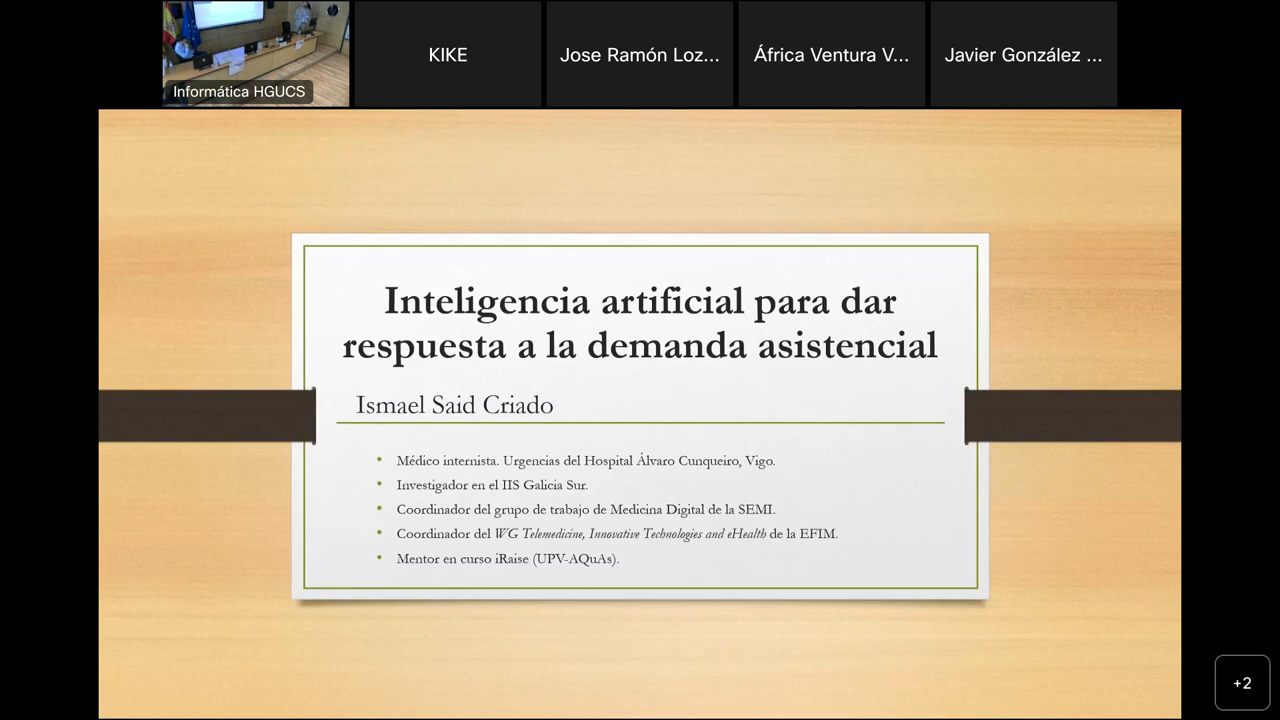 Informática HGUCS
KIKE
Jose Ramón Loz...
África Ventura V...
Javier González ...
Inteligencia artificial para dar
respuesta a la demanda asistencial
Ismael Said Criado
• Médico internista. Urgencias del Hospital Álvaro Cunqueiro, Vigo.
• Investigador en el IIS Galicia Sur.
• Coordinador del grupo de trabajo de Medicina Digital de la SEMI.
• Coordinador del WG Telemedicine, Innovative Technologies and eHealth de la EFIM.
• Mentor en curso iRaise (UPV-AQuAs).
+2